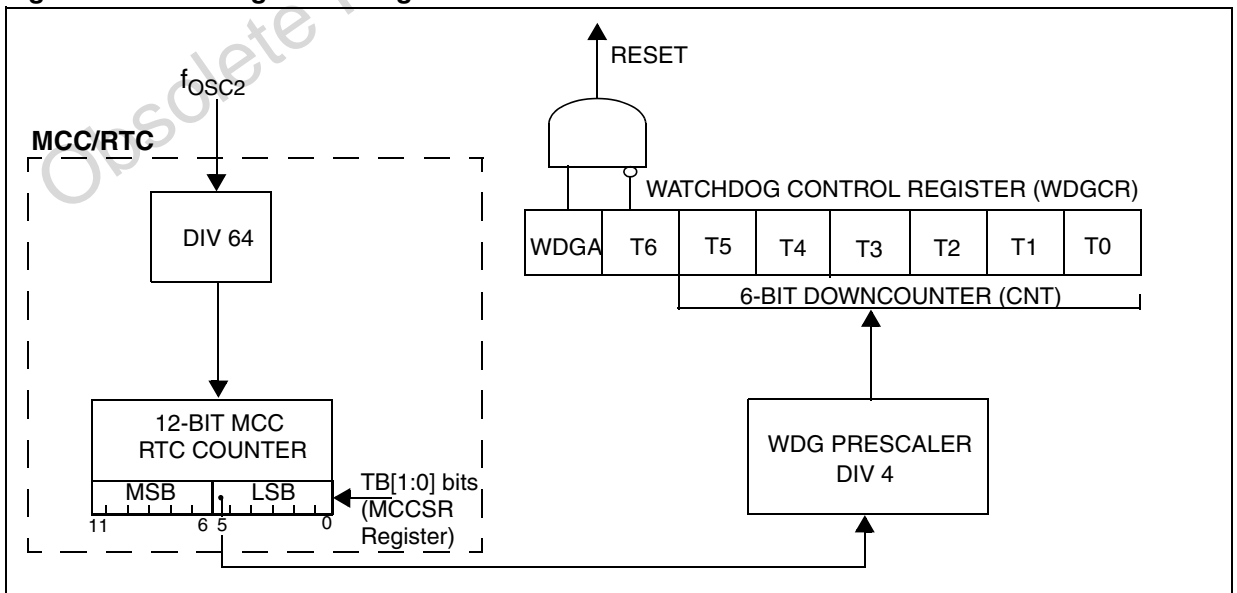 Obsolete
RESET
fOSC2
MCC/RTC
DIV 64
WATCHDOG CONTROL REGISTER (WDGCR)
WDGA T6 T5 T4 T3 T2 T1 T0
6-BIT DOWNCOUNTER (CNT)
12-BIT MCC
RTC COUNTER
MSB LSB
11 6 5 0
TB[1:0] bits
(MCCSR
Register)
WDG PRESCALER
DIV 4